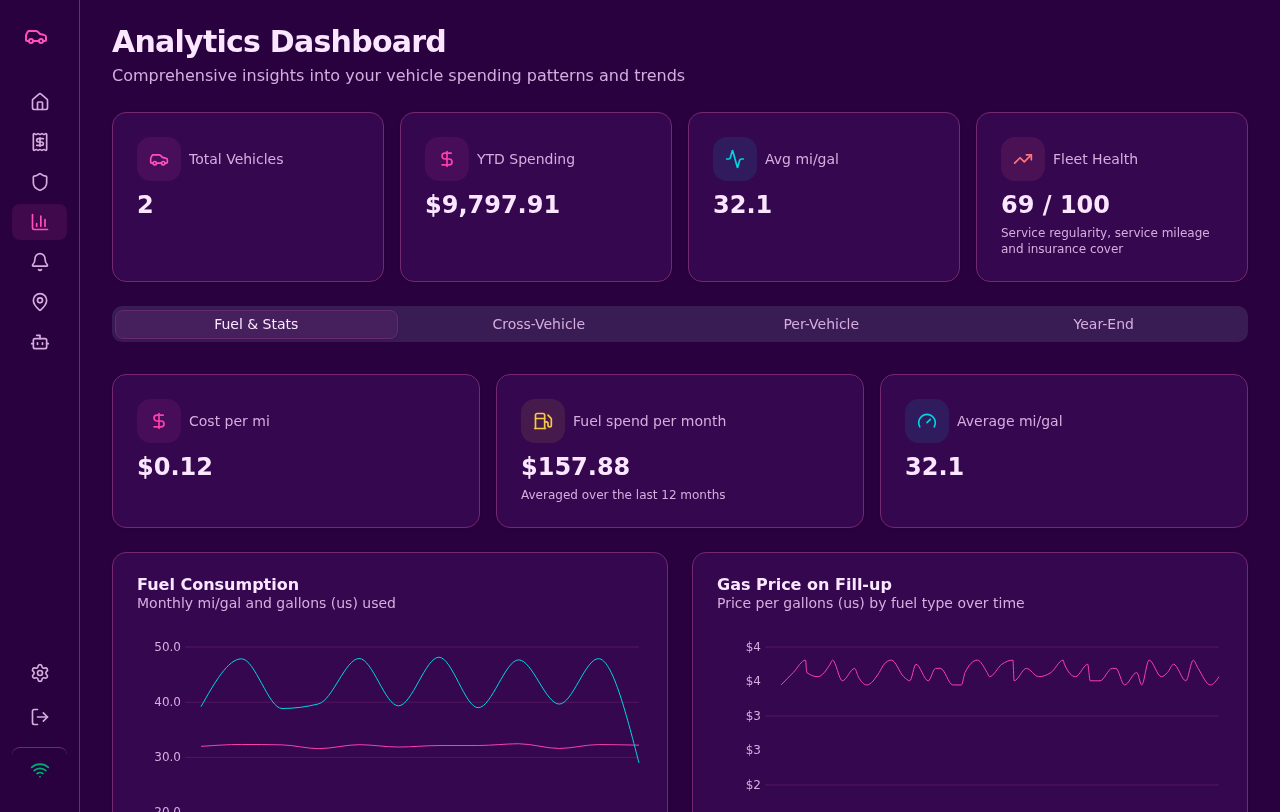 Analytics Dashboard
Comprehensive insights into your vehicle spending patterns and trends
Total Vehicles
2
YTD Spending
$9,797.91
Avg mi/gal
32.1
Fleet Health
69 / 100
Service regularity, service mileage
and insurance cover
Fuel & Stats
Cross-Vehicle
Per-Vehicle
Year-End
Cost per mi
$0.12
Fuel spend per month
$157.88
Averaged over the last 12 months
Average mi/gal
32.1
Fuel Consumption
Monthly mi/gal and gallons (us) used
50.0
40.0
30.0
20.0
Gas Price on Fill-up
Price per gallons (us) by fuel type over time
$4
$4
$3
$3
$2